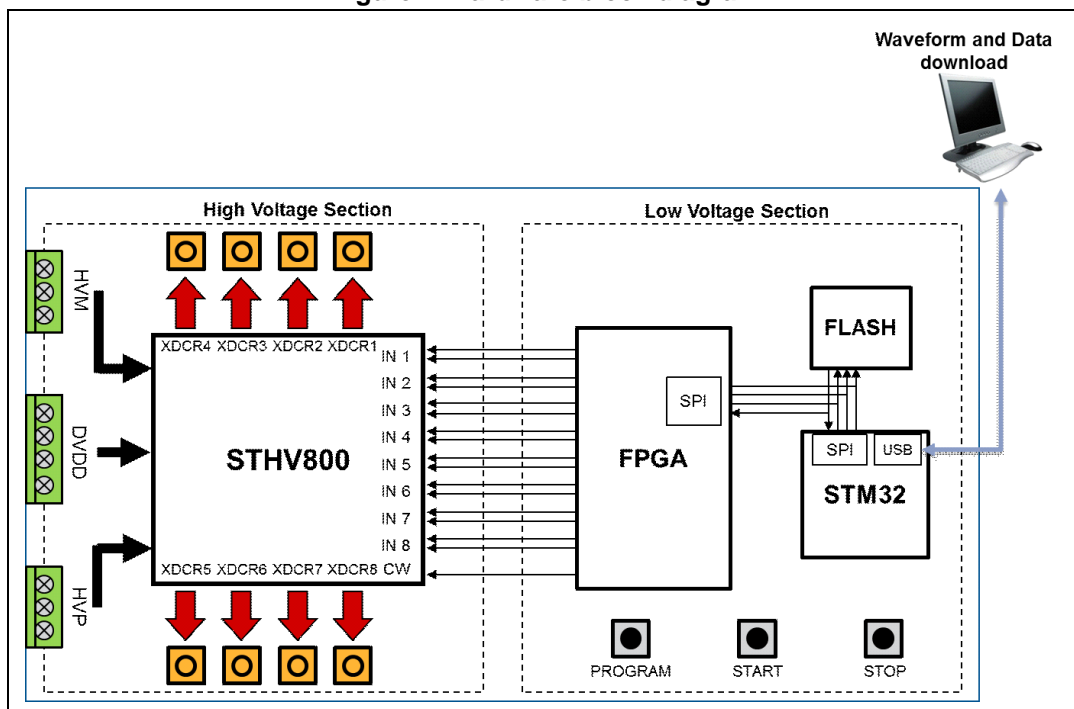 Waveform and Data
download
High Voltage Section
Low Voltage Section
HVM
DVDD
HVP
XDCR4 XDCR3 XDCR2 XDCR1
IN 1
IN 2
IN 3
IN 4
IN 5
IN 6
IN 7
IN 8
CW
STHV800
XDCR5 XDCR6 XDCR7 XDCR8
FPGA
SPI
FLASH
SPI
USB
STM32
PROGRAM
START
STOP